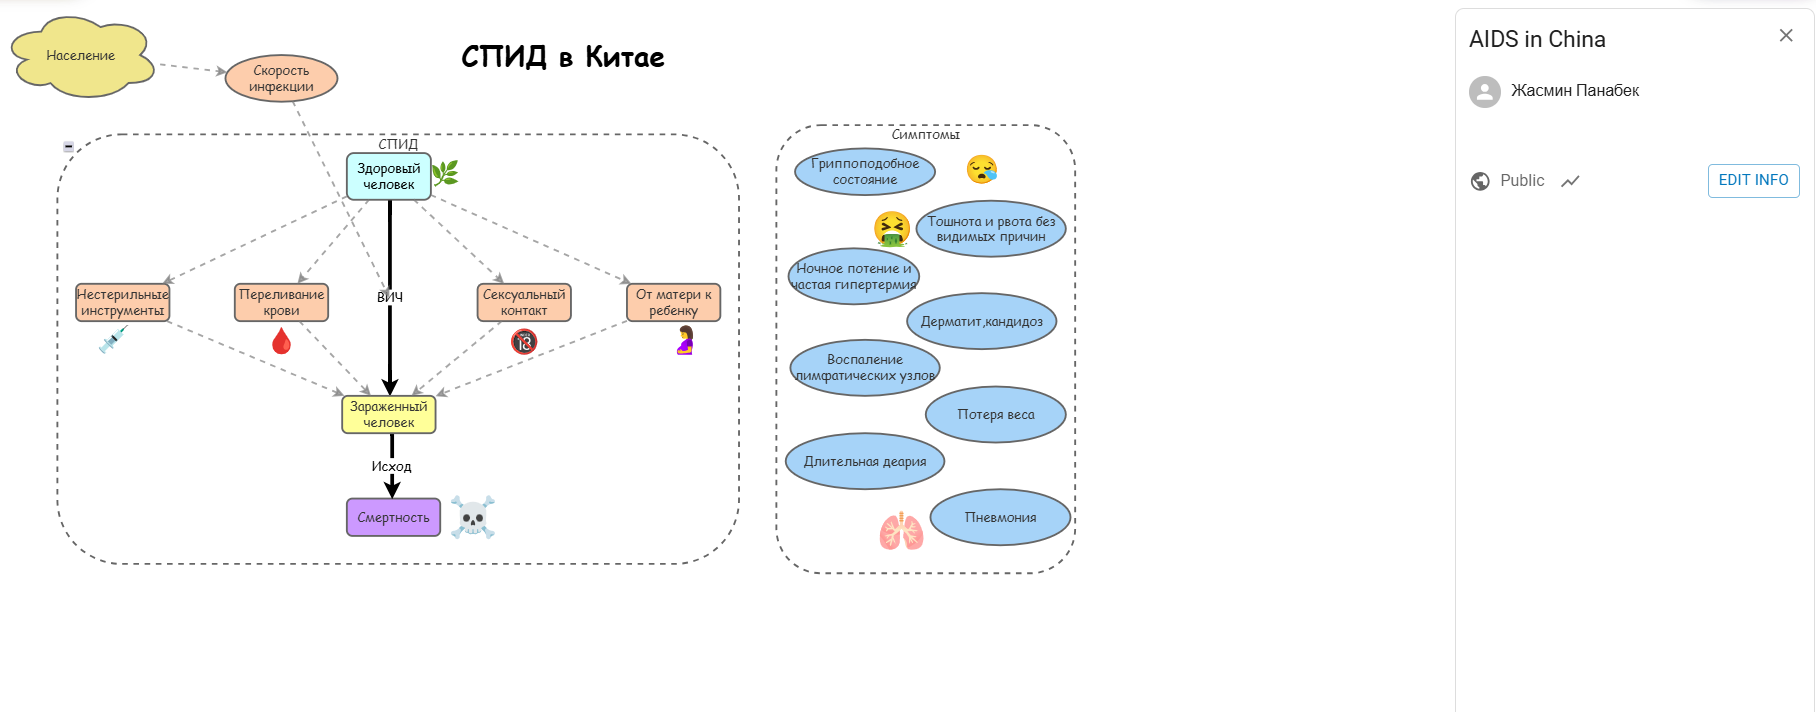 Население
Скорость
инфекции
СПИД в Китае
СПИД
Здоровый
человек
Нестерильные
инструменты
Переливание
крови
ВИЧ
Сексуальный
контакт
От матери к
ребенку
18
Зараженный
человек
Исход
Смертность
Симптомы
Гриппоподобное
состояние
Тошнота и рвота без
видимых причин
Ночное потение и
частая гипертермия
Дерматит,кандидоз
Воспаление
лимфатических узлов
Потеря веса
Длительная деария
Пневмония
AIDS in China
Жасмин Панабек
Public
EDIT INFO